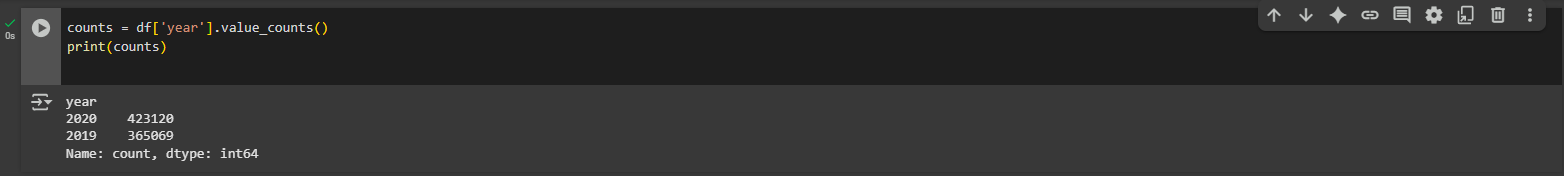 counts = df['year'].value_counts()
print(counts)
0s
year
2020    423120
2019    365069
Name: count, dtype: int64